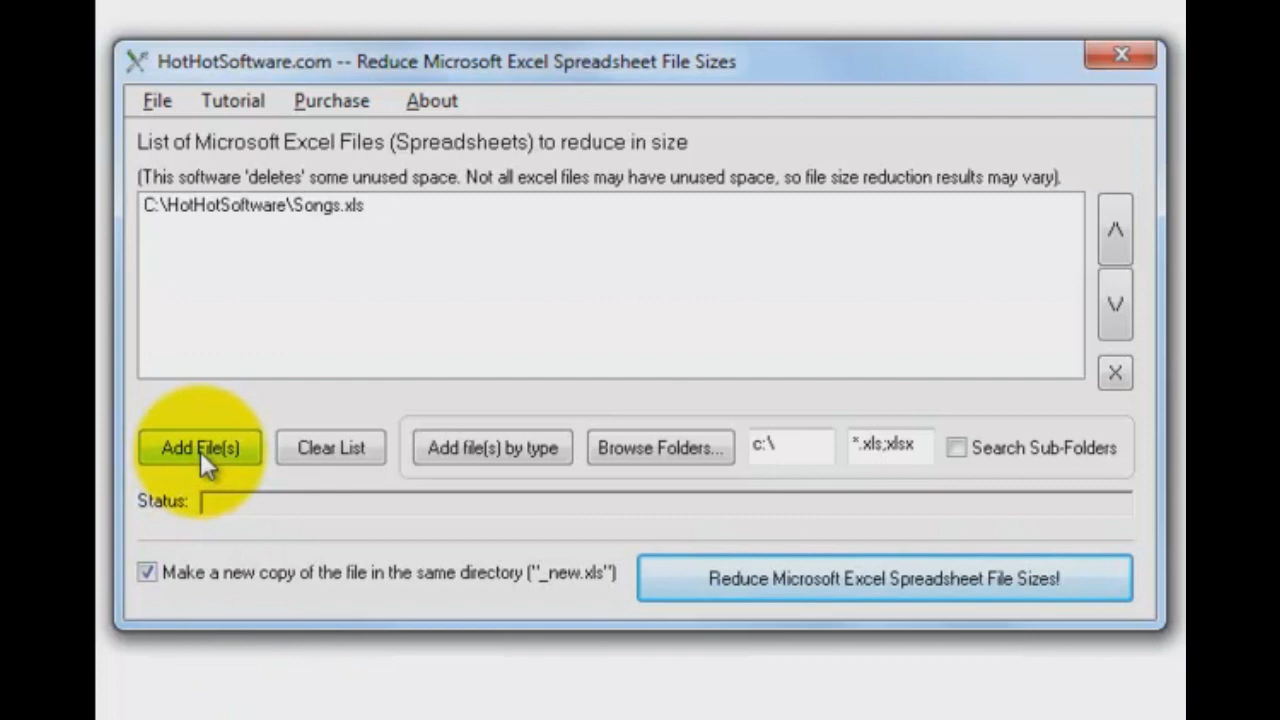 HotHotSoftware.com -- Reduce Microsoft Excel Spreadsheet File Sizes
X
File Tutorial Purchase About
List of Microsoft Excel Files (Spreadsheets) to reduce in size
(This software 'deletes' some unused space. Not all excel files may have unused space, so file size reduction results may vary).
C:\HotHotSoftware\Songs.xls
/\
\/
X
Add File(s) Clear List Add file(s) by type Browse Folders... c:\ *.xls;xlsx Search Sub-Folders
Status:
Make a new copy of the file in the same directory ("_new.xls") Reduce Microsoft Excel Spreadsheet File Sizes!